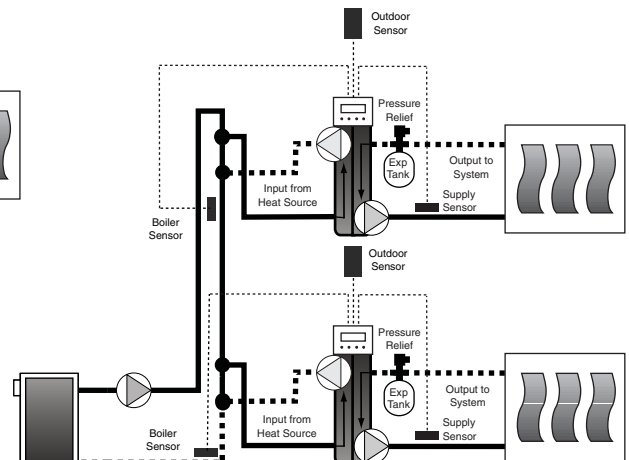 Outdoor
Sensor
Pressure
Relief
Exp
Tank
Output to
System
Input from
Heat Source
Supply
Sensor
Boiler
Sensor
Outdoor
Sensor
Pressure
Relief
Exp
Tank
Output to
System
Input from
Heat Source
Supply
Sensor
Boiler
Sensor